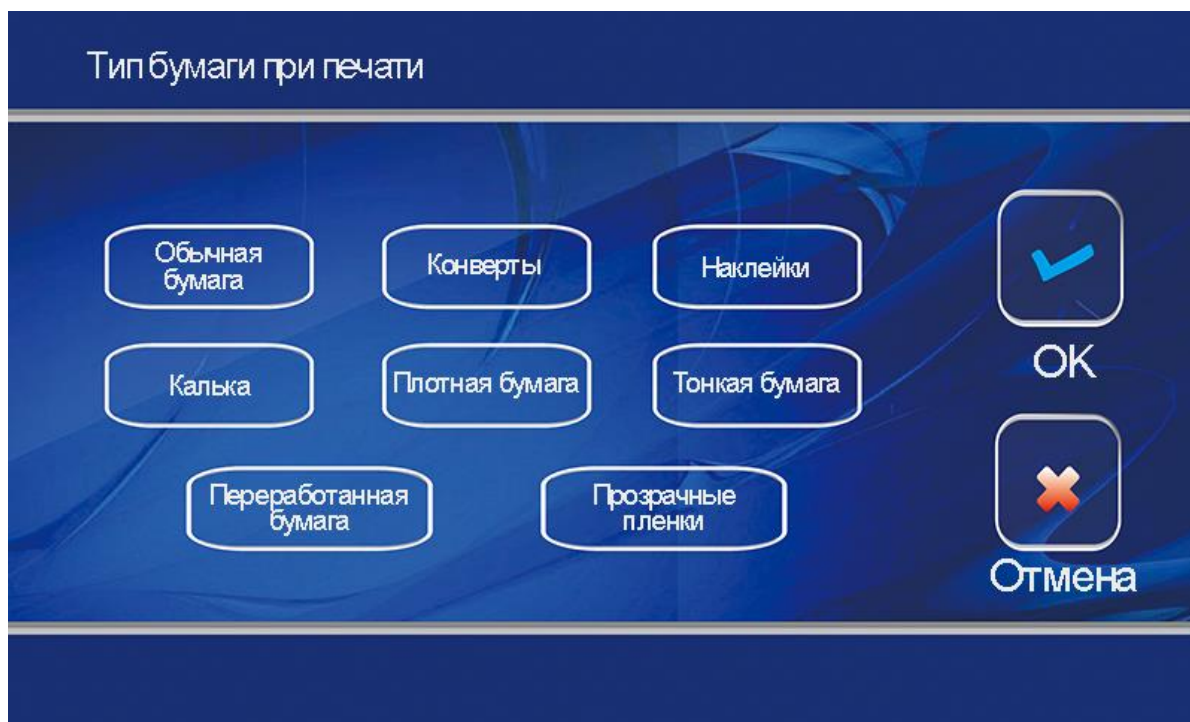 Тип бумаги при печати
Обычная
бумага
Конверты
Наклейки
Калька
Плотная бумага
Тонкая бумага
Переработанная
бумага
Прозрачные
пленки
OK
Отмена